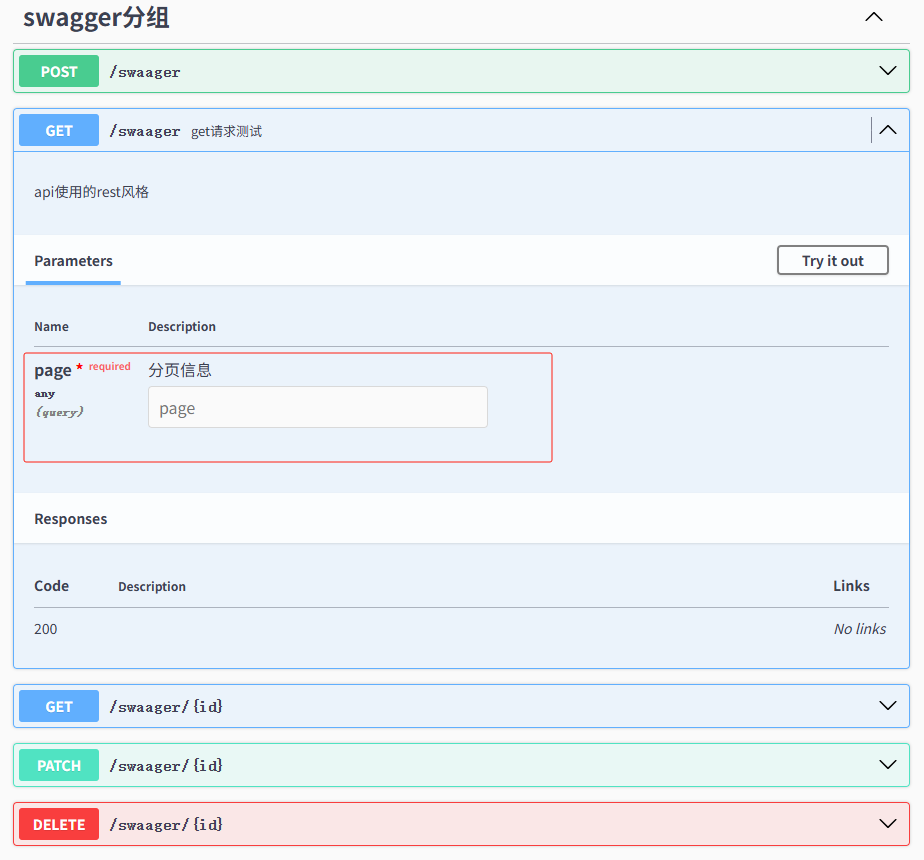 swagger分组
POST /swaager
GET /swaager get请求测试
api使用的rest风格
Parameters Try it out
Name Description
page * required 分页信息
any
(query)
page
Responses
Code Description Links
200 No links
GET /swaager/{id}
PATCH /swaager/{id}
DELETE /swaager/{id}